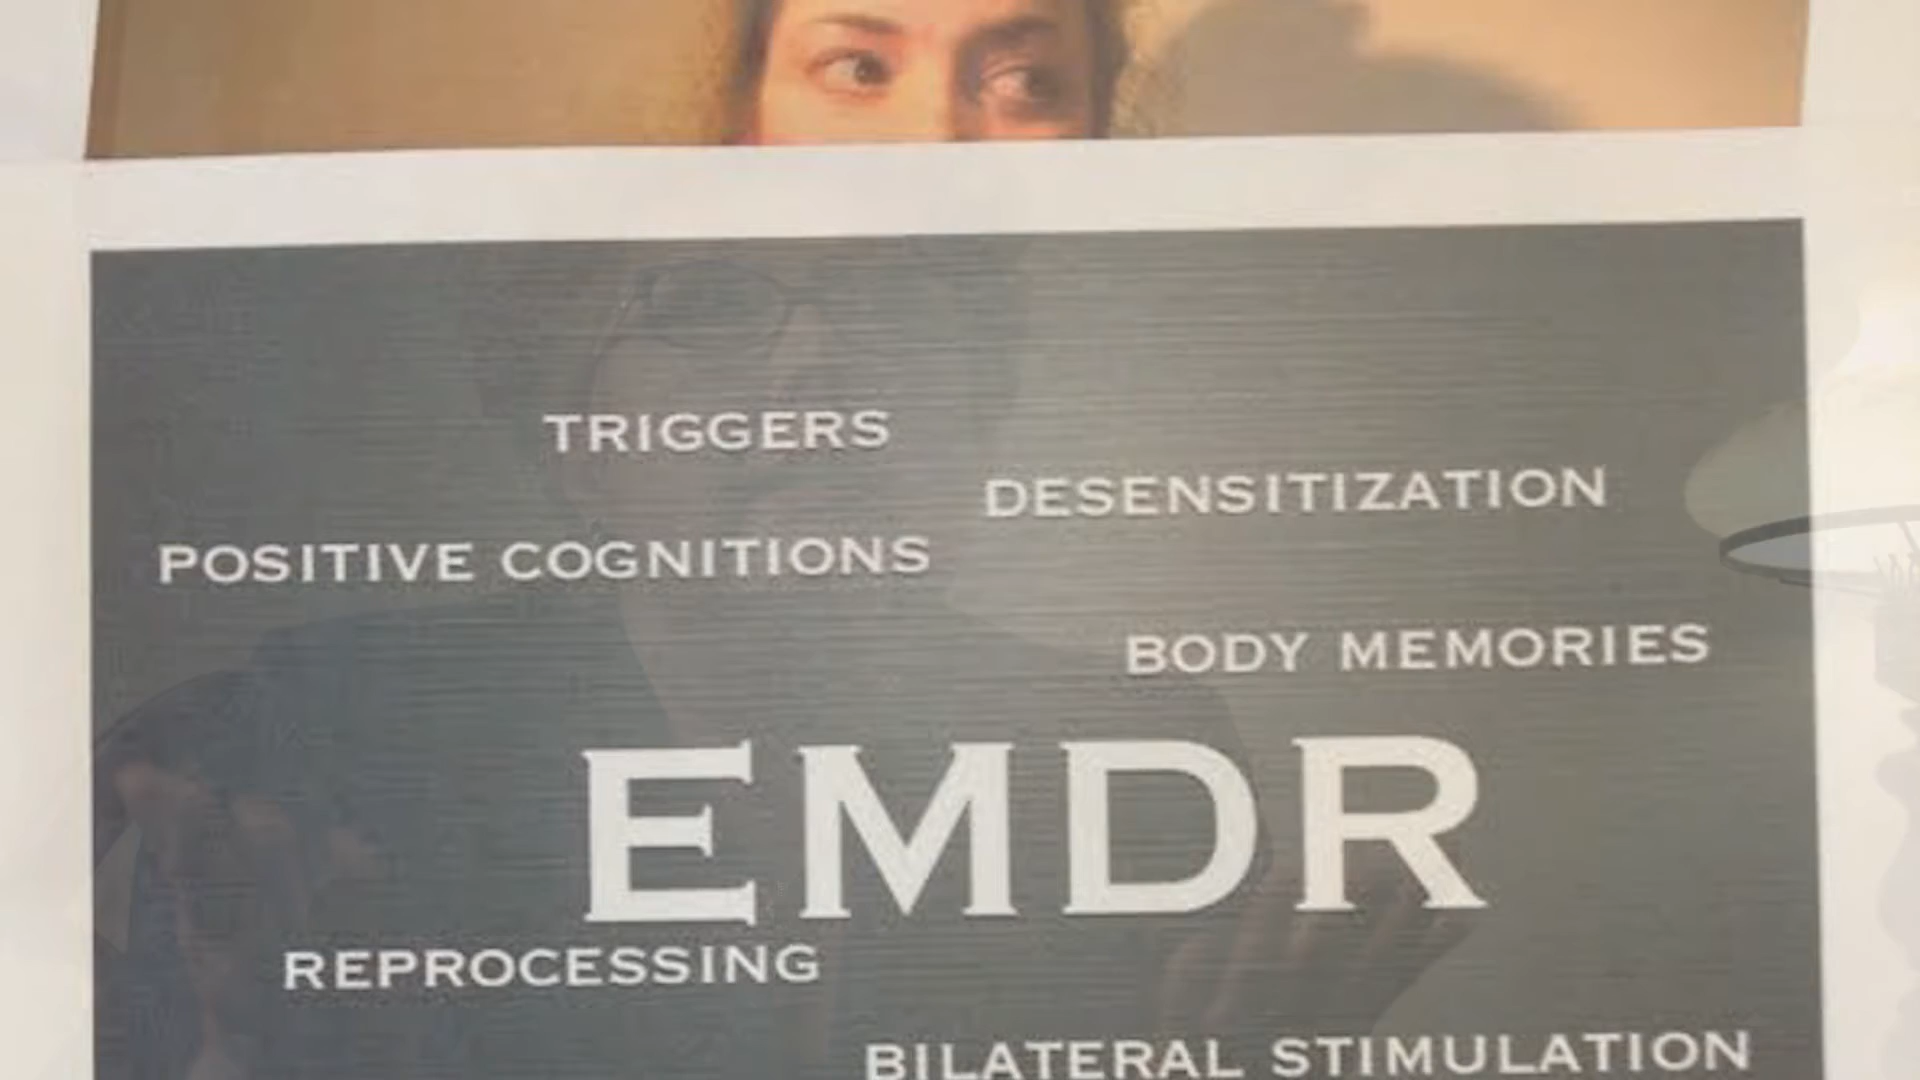 TRIGGERS
DESENSITIZATION
POSITIVE COGNITIONS
BODY MEMORIES
EMDR
REPROCESSING
BILATERAL STIMULATION